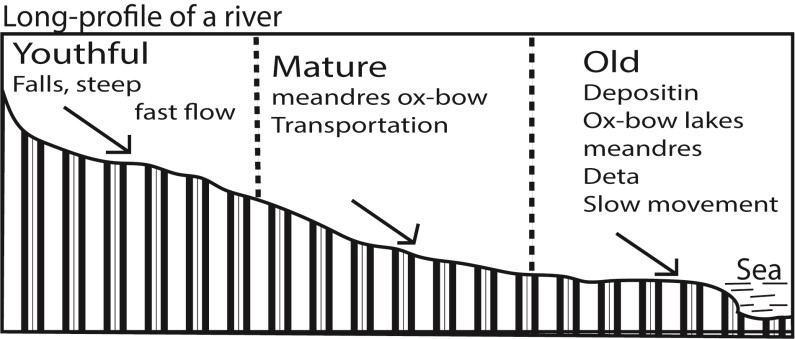 Long-profile of a river
Youthful
Falls, steep
fast flow
Mature
meandres ox-bow
Transportation
Old
Depositin
Ox-bow lakes
meandres
Deta
Slow movement
Sea